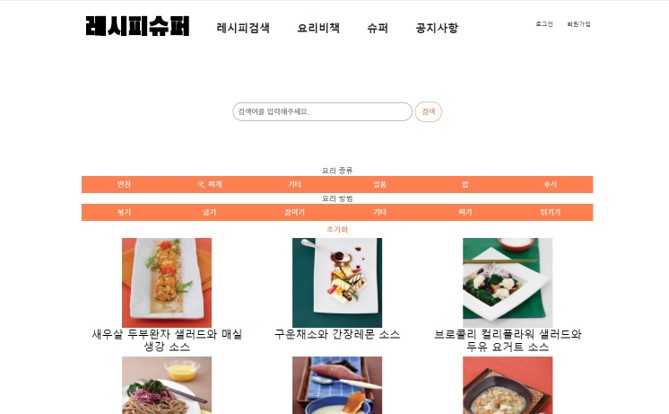 레시피슈퍼
레시피검색 요리비책 슈퍼 공지사항
로그인 회원가입
검색어를 입력해주세요.
검색
요리 종류
반찬 국, 찌개 기타 일품 밥 후식
요리 방법
볶기 굽기 끓이기 기타 찌기 튀기기
초기화
새우살 두부완자 샐러드와 매실
생강 소스
구운채소와 간장레몬 소스
브로콜리 컬리플라워 샐러드와
두유 요거트 소스